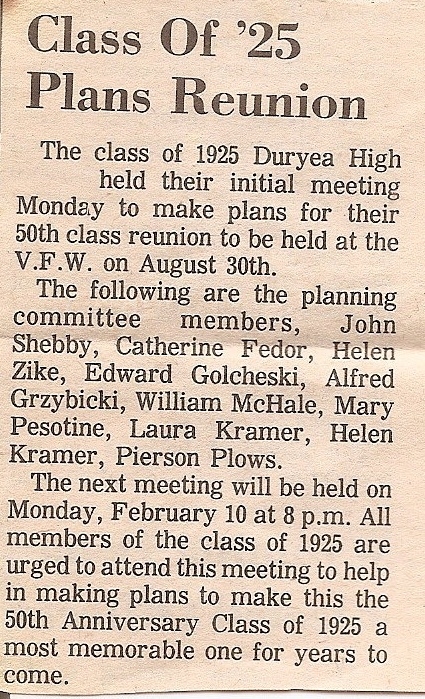 Class Of '25
Plans Reunion
The class of 1925 Duryea High
held their initial meeting
Monday to make plans for their
50th class reunion to be held at the
V.F.W. on August 30th.
The following are the planning
committee members, John
Shebby, Catherine Fedor, Helen
Zike, Edward Golcheski, Alfred
Grzybicki, William McHale, Mary
Pesotine, Laura Kramer, Helen
Kramer, Pierson Plows.
The next meeting will be held on
Monday, February 10 at 8 p.m. All
members of the class of 1925 are
urged to attend this meeting to help
in making plans to make this the
50th Anniversary Class of 1925 a
most memorable one for years to
come.